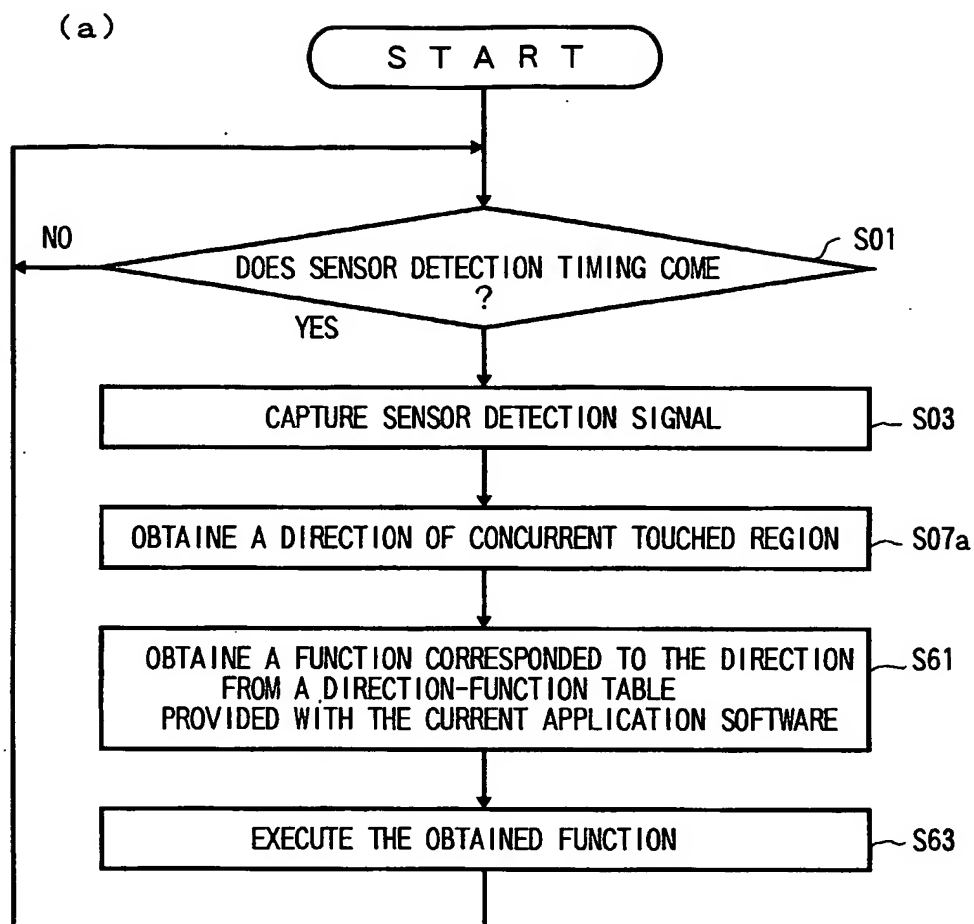 (a)
START
NO
S01
DOES SENSOR DETECTION TIMING COME
?
YES
CAPTURE SENSOR DETECTION SIGNAL
S03
OBTAINE A DIRECTION OF CONCURRENT TOUCHED REGION
S07a
OBTAINE A FUNCTION CORRESPONDED TO THE DIRECTION
S61
FROM A DIRECTION-FUNCTION TABLE
PROVIDED WITH THE CURRENT APPLICATION SOFTWARE
EXECUTE THE OBTAINED FUNCTION
S63